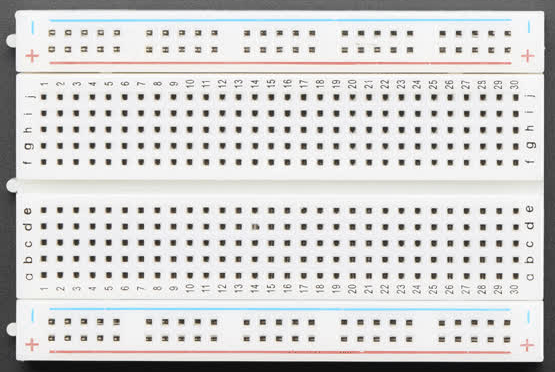 − −
+ +
1 2 3 4 5 6 7 8 9 10 11 12 13 14 15 16 17 18 19 20 21 22 23 24 25 26 27 28 29 30
j j
i i
h h
g g
f f
e e
d d
c c
b b
a a
1 2 3 4 5 6 7 8 9 10 11 12 13 14 15 16 17 18 19 20 21 22 23 24 25 26 27 28 29 30
− −
+ +